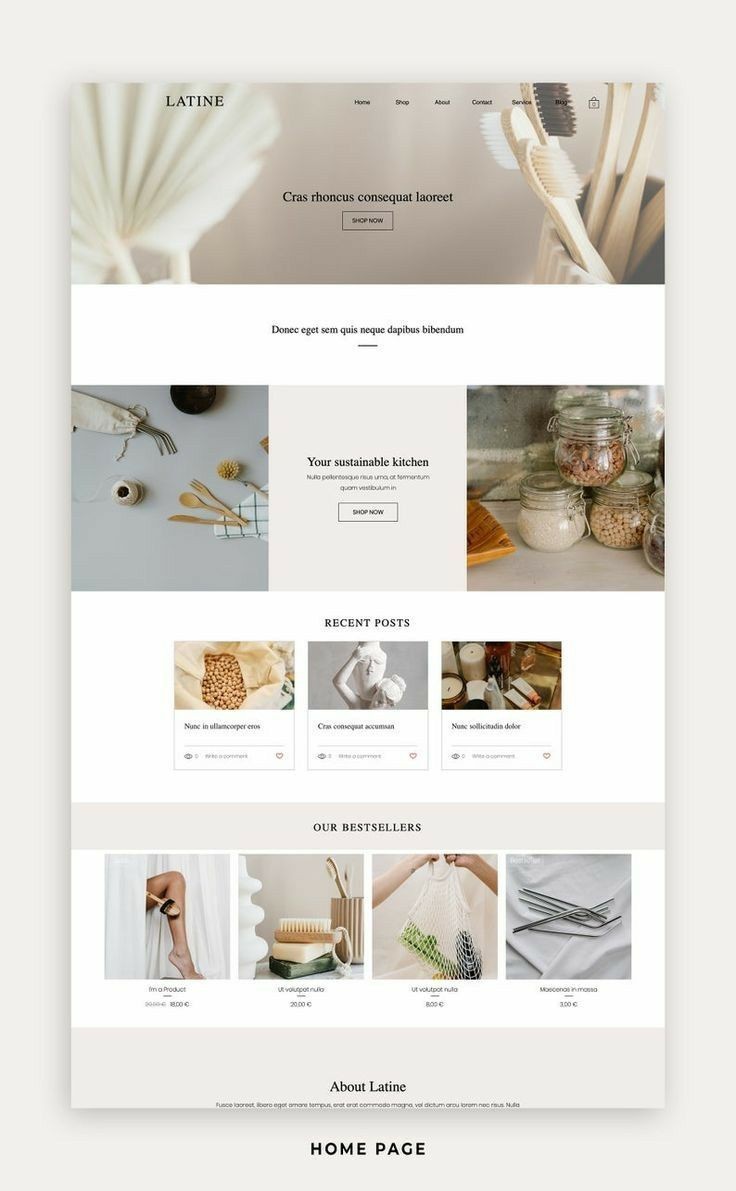 LATINE
Home Shop About Contact Service Blog 0
Cras rhoncus consequat laoreet
SHOP NOW
Donec eget sem quis neque dapibus bibendum
Your sustainable kitchen
Nulla pellentesque risus urna, at fermentum
quam vestibulum in
SHOP NOW
RECENT POSTS
Nunc in ullamcorper eros
0 Write a comment
Cras consequat accumsan
0 Write a comment
Nunc sollicitudin dolor
0 Write a comment
OUR BESTSELLERS
Bestseller
I'm a Product
20,00 € 18,00 €
Ut volutpat nulla
20,00 €
Ut volutpat nulla
8,00 €
Maecenas in massa
3,00 €
About Latine
Fusce laoreet, libero eget ornare tempus, erat erat commodo magna, vel dictum arcu lorem nec risus. Nulla
HOME PAGE